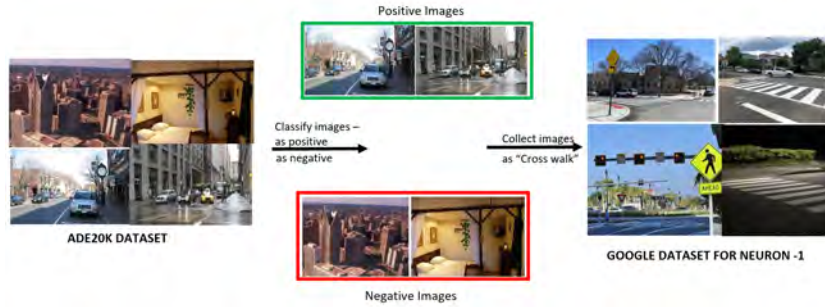 Positive Images
Classify images –
as positive
as negative
Collect images
as “Cross walk”
AHEAD
ADE20K DATASET
GOOGLE DATASET FOR NEURON -1
Negative Images